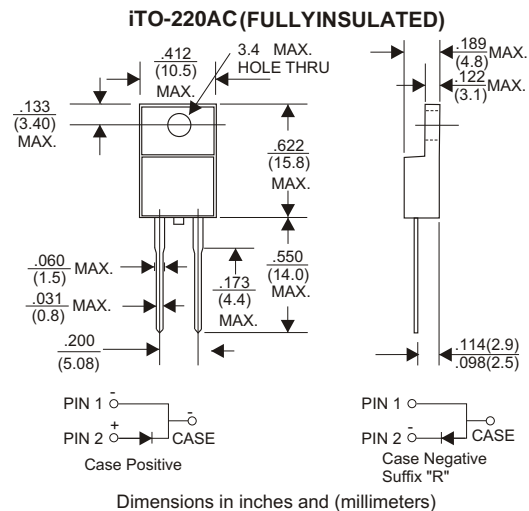 iTO-220AC(FULLYINSULATED)
.412
(10.5)
MAX.
3.4 MAX.
HOLE THRU
.189
(4.8) MAX.
.122
(3.1) MAX.
.133
(3.40)
MAX.
.622
(15.8)
MAX.
.060
(1.5) MAX.
.031
(0.8) MAX.
.173
(4.4)
MAX.
.550
(14.0)
MAX.
.200
(5.08)
.114(2.9)
.098(2.5)
PIN 1 -
-
+
PIN 2 CASE
Case Positive
PIN 1
-
PIN 2 CASE
Case Negative
Suffix "R"
Dimensions in inches and (millimeters)